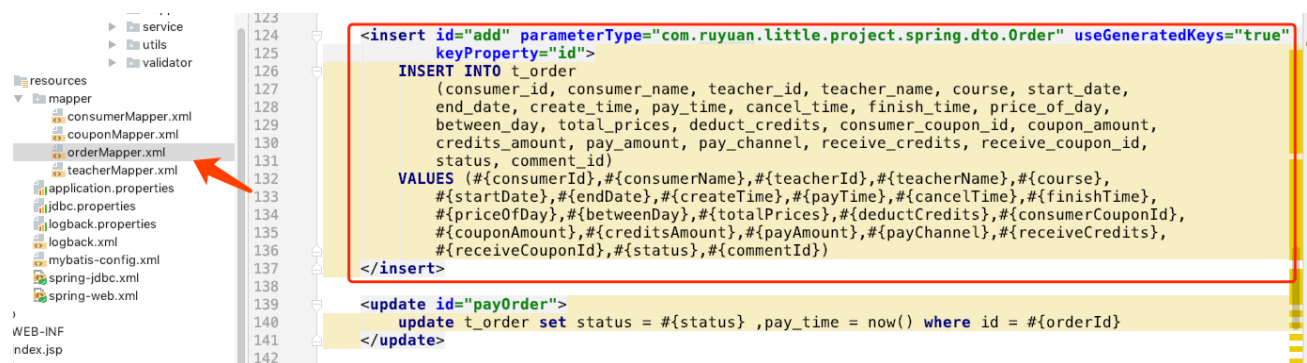 service
utils
validator
resources
mapper
consumerMapper.xml
couponMapper.xml
orderMapper.xml
teacherMapper.xml
application.properties
jdbc.properties
logback.properties
logback.xml
mybatis-config.xml
spring-jdbc.xml
spring-web.xml
WEB-INF
ndex.jsp
123
124 <insert id="add" parameterType="com.ruyuan.little.project.spring.dto.Order" useGeneratedKeys="true"
125 keyProperty="id">
126 INSERT INTO t_order
127 (consumer_id, consumer_name, teacher_id, teacher_name, course, start_date,
128 end_date, create_time, pay_time, cancel_time, finish_time, price_of_day,
129 between_day, total_prices, deduct_credits, consumer_coupon_id, coupon_amount,
130 credits_amount, pay_amount, pay_channel, receive_credits, receive_coupon_id,
131 status, comment_id)
132 VALUES (#{consumerId},#{consumerName},#{teacherId},#{teacherName},#{course},
133 #{startDate},#{endDate},#{createTime},#{payTime},#{cancelTime},#{finishTime},
134 #{priceOfDay},#{betweenDay},#{totalPrices},#{deductCredits},#{consumerCouponId},
135 #{couponAmount},#{creditsAmount},#{payAmount},#{payChannel},#{receiveCredits},
136 #{receiveCouponId},#{status},#{commentId})
137 </insert>
138
139 <update id="payOrder">
140 update t_order set status = #{status} ,pay_time = now() where id = #{orderId}
141 </update>
142